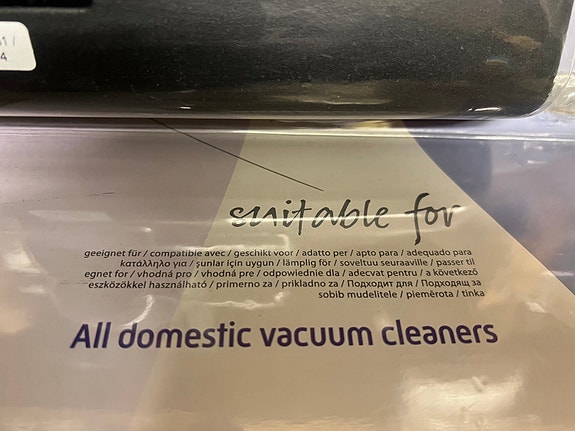 51 /
4
suitable for
geeignet für / compatible avec / geschikt voor / adatto per / apto para / adequado para
κατάλληλο για / şunlar için uygun / lämplig för / soveltuu seuraaville / passer til
egnet for / vhodná pro / vhodná pre / odpowiednie dla / adecvat pentru / a következő
eszközökkel használható / primerno za / prikladno za / Подходит для / Подходящ за
sobib mudelitele / piemērota / tinka
All domestic vacuum cleaners